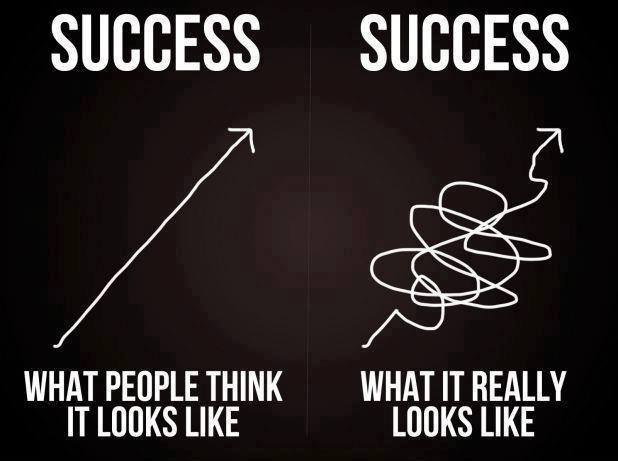 SUCCESS
WHAT PEOPLE THINK
IT LOOKS LIKE
SUCCESS
WHAT IT REALLY
LOOKS LIKE